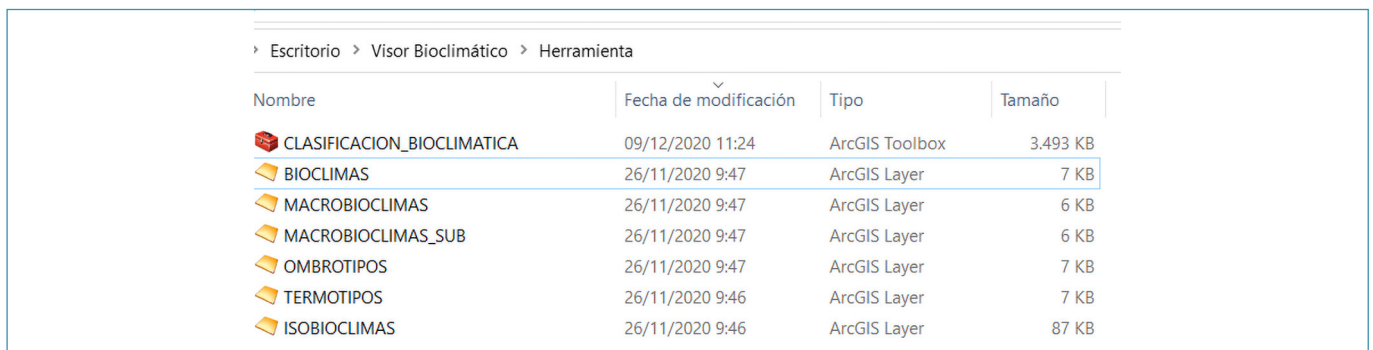 Escritorio > Visor Bioclimático > Herramienta
Nombre Fecha de modificación Tipo Tamaño
CLASIFICACION_BIOCLIMATICA 09/12/2020 11:24 ArcGIS Toolbox 3.493 KB
BIOCLIMAS 26/11/2020 9:47 ArcGIS Layer 7 KB
MACROBIOCLIMAS 26/11/2020 9:47 ArcGIS Layer 6 KB
MACROBIOCLIMAS_SUB 26/11/2020 9:47 ArcGIS Layer 6 KB
OMBROTIPOS 26/11/2020 9:47 ArcGIS Layer 7 KB
TERMOTIPOS 26/11/2020 9:46 ArcGIS Layer 7 KB
ISOBIOCLIMAS 26/11/2020 9:46 ArcGIS Layer 87 KB